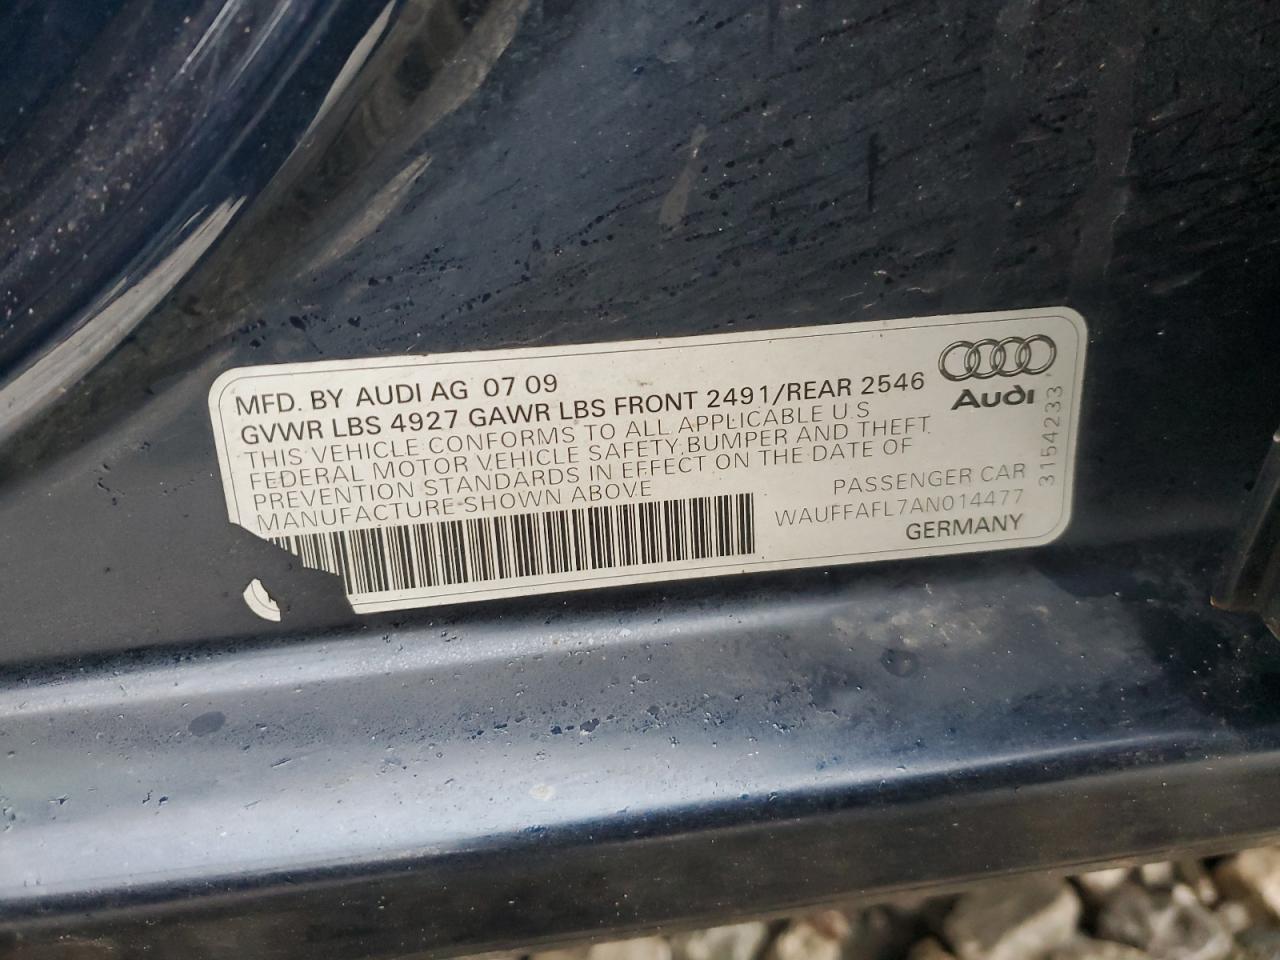 MFD. BY AUDI AG 07 09
GVWR LBS 4927 GAWR LBS FRONT 2491/REAR 2546
THIS VEHICLE CONFORMS TO ALL APPLICABLE U.S
FEDERAL MOTOR VEHICLE SAFETY, BUMPER AND THEFT
PREVENTION STANDARDS IN EFFECT ON THE DATE OF
MANUFACTURE SHOWN ABOVE
PASSENGER CAR
WAUFFAFL7AN014477
GERMANY
Audi
3154233